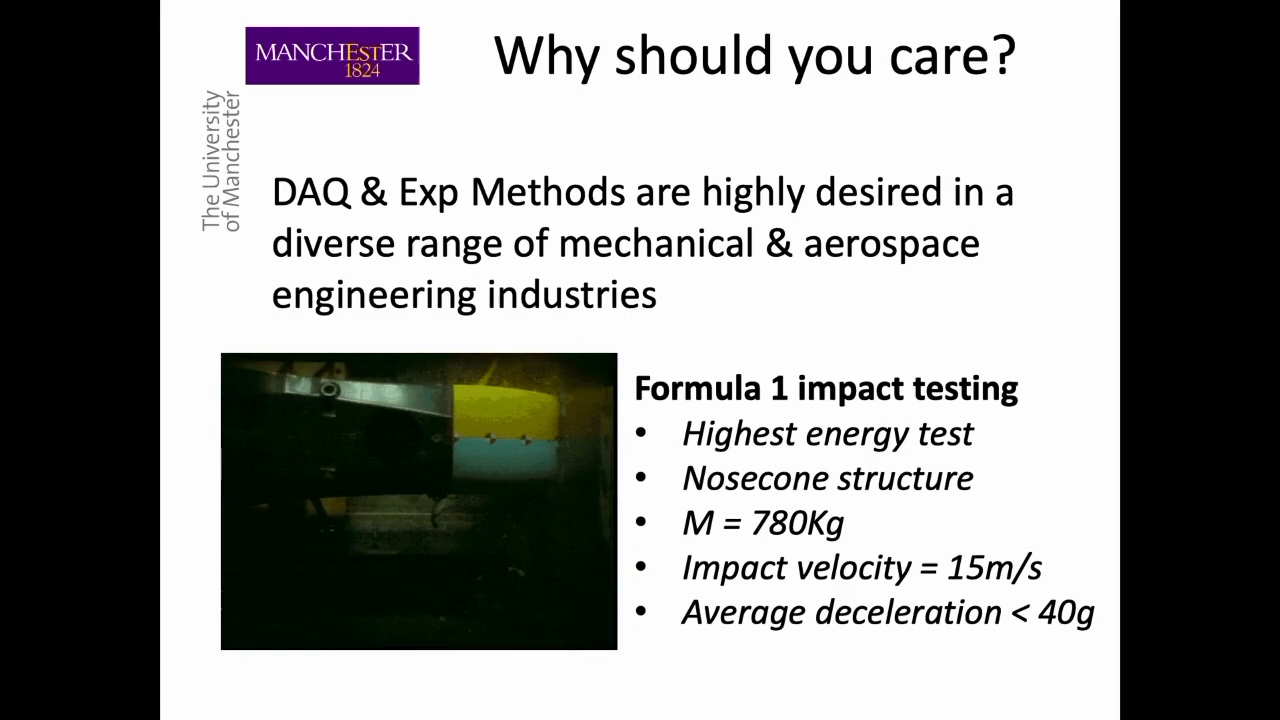 MANCHEstER
1824
The University
of Manchester
Why should you care?
DAQ & Exp Methods are highly desired in a
diverse range of mechanical & aerospace
engineering industries
Formula 1 impact testing
• Highest energy test
• Nosecone structure
• M = 780Kg
• Impact velocity = 15m/s
• Average deceleration < 40g